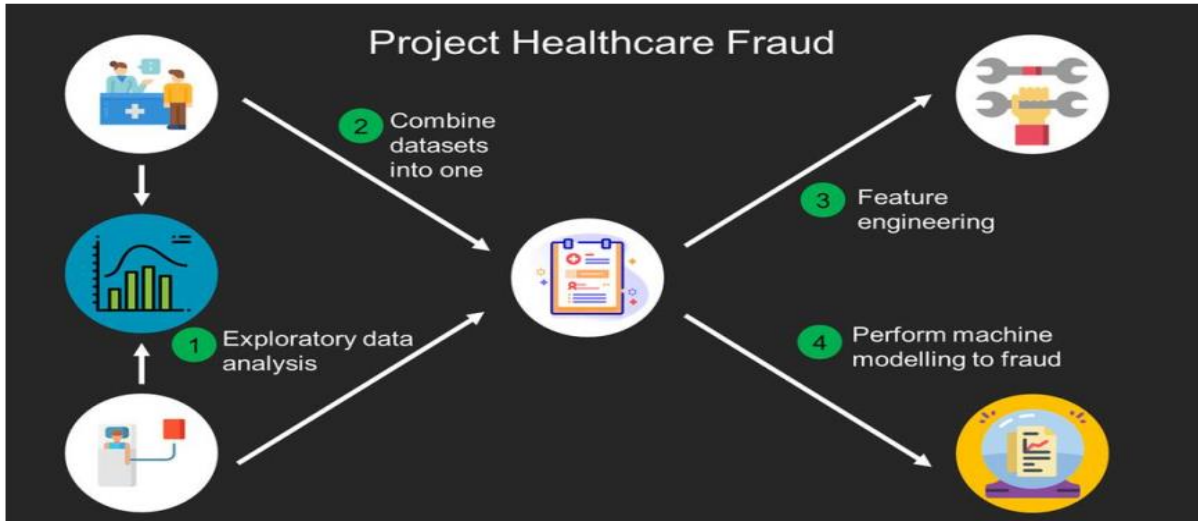 Project Healthcare Fraud
2 Combine
datasets
into one
3 Feature
engineering
1 Exploratory data
analysis
4 Perform machine
modelling to fraud